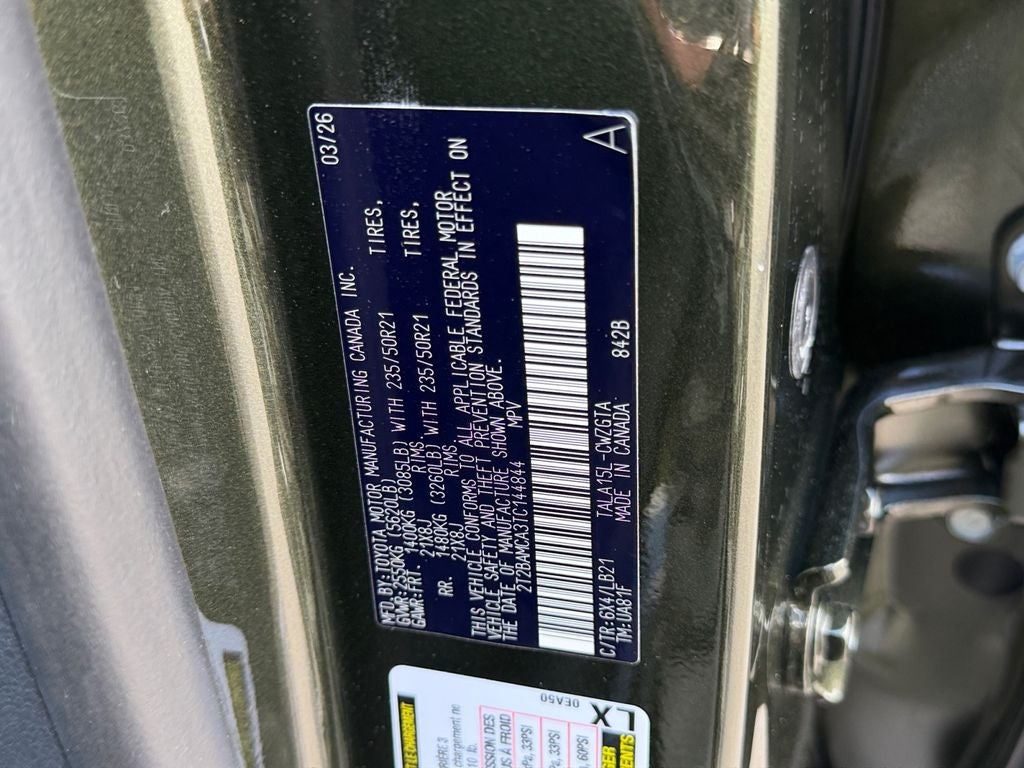 03/26
MFD BY:TOYOTA MOTOR MANUFACTURING CANADA INC.
GVWR:2550KG (5620LB)
GAWR:FRT. 1400KG (3085LB) WITH 235/50R21 TIRES,
21X8J RIMS
RR. 1480KG (3260LB) WITH 235/50R21 TIRES,
21X8J RIMS
THIS VEHICLE CONFORMS TO ALL APPLICABLE FEDERAL MOTOR
VEHICLE SAFETY AND THEFT PREVENTION STANDARDS IN EFFECT ON
THE DATE OF MANUFACTURE SHOWN ABOVE.
2T2BAMCA3TC144844 MPV
C/TR:6X4/LB21 TALA15L-CWZGTA 842B
TM:UA81F MADE IN CANADA
A
LX
0EA50